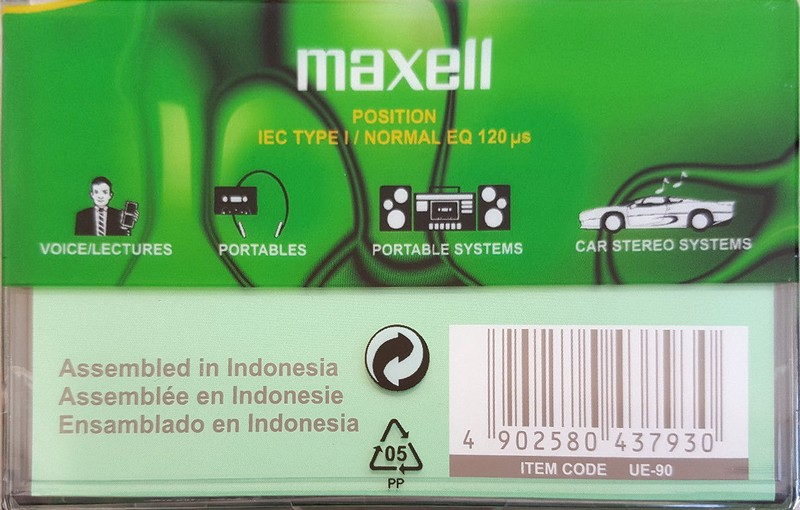 maxell
POSITION
IEC TYPE I / NORMAL EQ 120 µs
VOICE/LECTURES
PORTABLES
PORTABLE SYSTEMS
CAR STEREO SYSTEMS
Assembled in Indonesia
Assemblée en Indonesie
Ensamblado en Indonesia
05
PP
4 902580 437930
ITEM CODE UE-90